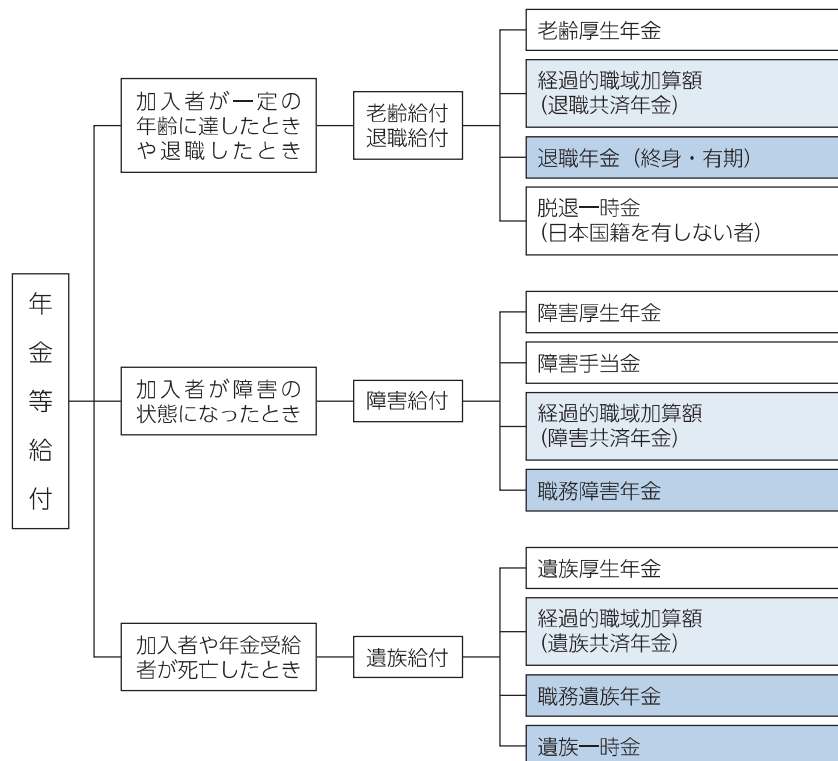 年金等給付
加入者が一定の
年齢に達したとき
や退職したとき
老齢給付
退職給付
老齢厚生年金
経過的職域加算額
(退職共済年金)
退職年金（終身・有期）
脱退一時金
(日本国籍を有しない者)
加入者が障害の
状態になったとき
障害給付
障害厚生年金
障害手当金
経過的職域加算額
(障害共済年金)
職務障害年金
加入者や年金受給
者が死亡したとき
遺族給付
遺族厚生年金
経過的職域加算額
(遺族共済年金)
職務遺族年金
遺族一時金